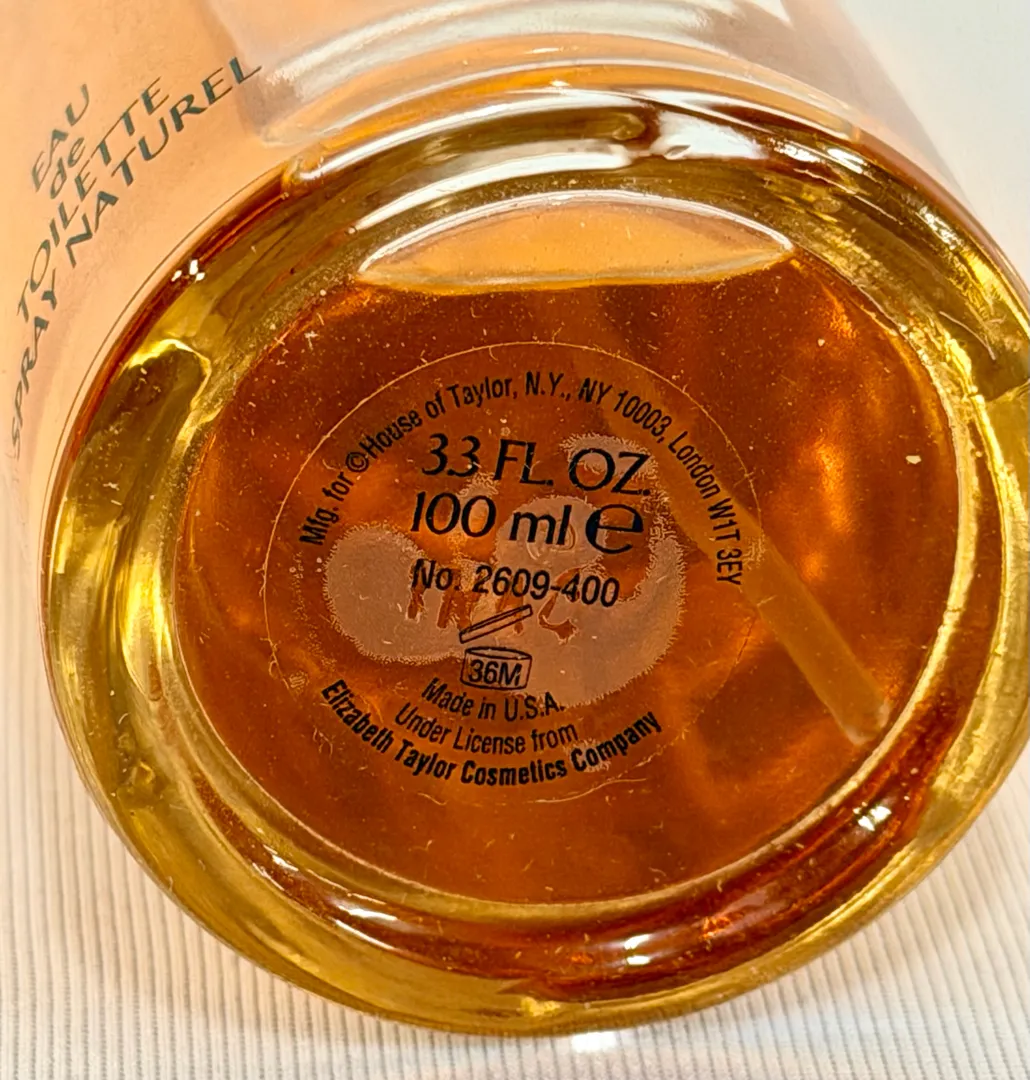 EAU
de
TOILETTE
SPRAY NATUREL
Mfg. for ©House of Taylor, N.Y., NY 10003, London W1T 3EY
3.3 FL. OZ.
100 ml e
No. 2609-400
36M
Made in U.S.A.
Under License from
Elizabeth Taylor Cosmetics Company